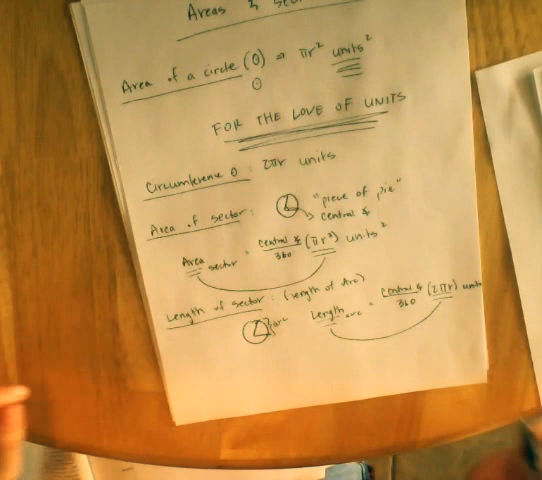 Areas & Sec
Area of a circle (⊙) = πr² units²
FOR THE LOVE OF UNITS
Circumference ⊙: 2πr units
Area of sector: "piece of pie"
central ∡
Area sector = central ∡/360 (πr²) units²
Length of sector: (length of Arc)
arc Length arc = central ∡/360 (2πr) units